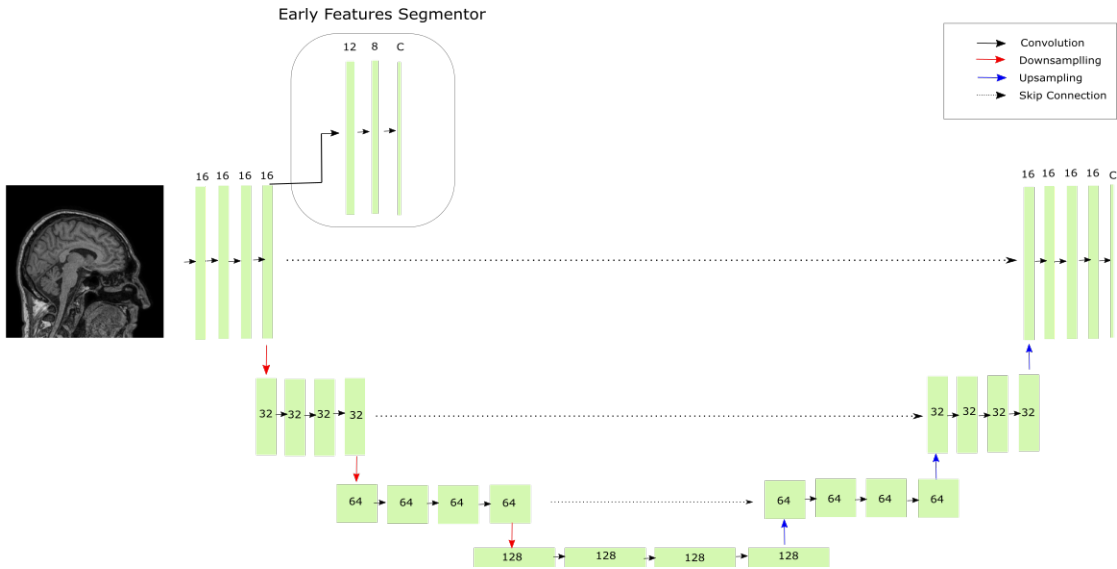 Early Features Segmentor
12 8 C
Convolution
Downsamplling
Upsampling
Skip Connection
16 16 16 16
16 16 16 16 C
32 32 32 32
32 32 32 32
64 64 64 64
64 64 64 64
128 128 128 128